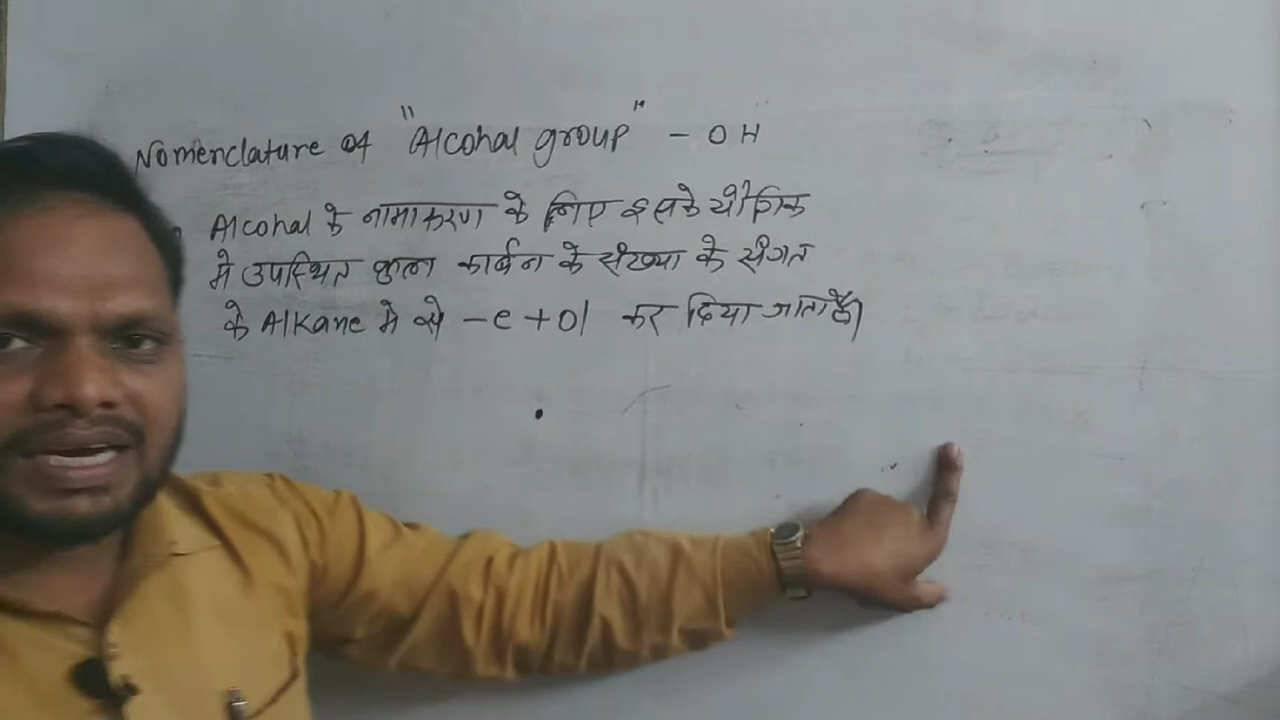 Nomenclature of "Alcohal group" - OH
Alcohal के नामाकरण के लिए इसके यौगिक
मे उपस्थित कुल कार्बन के संख्या के संगत
के Alkane मे से -e + ol कर दिया जाता है।